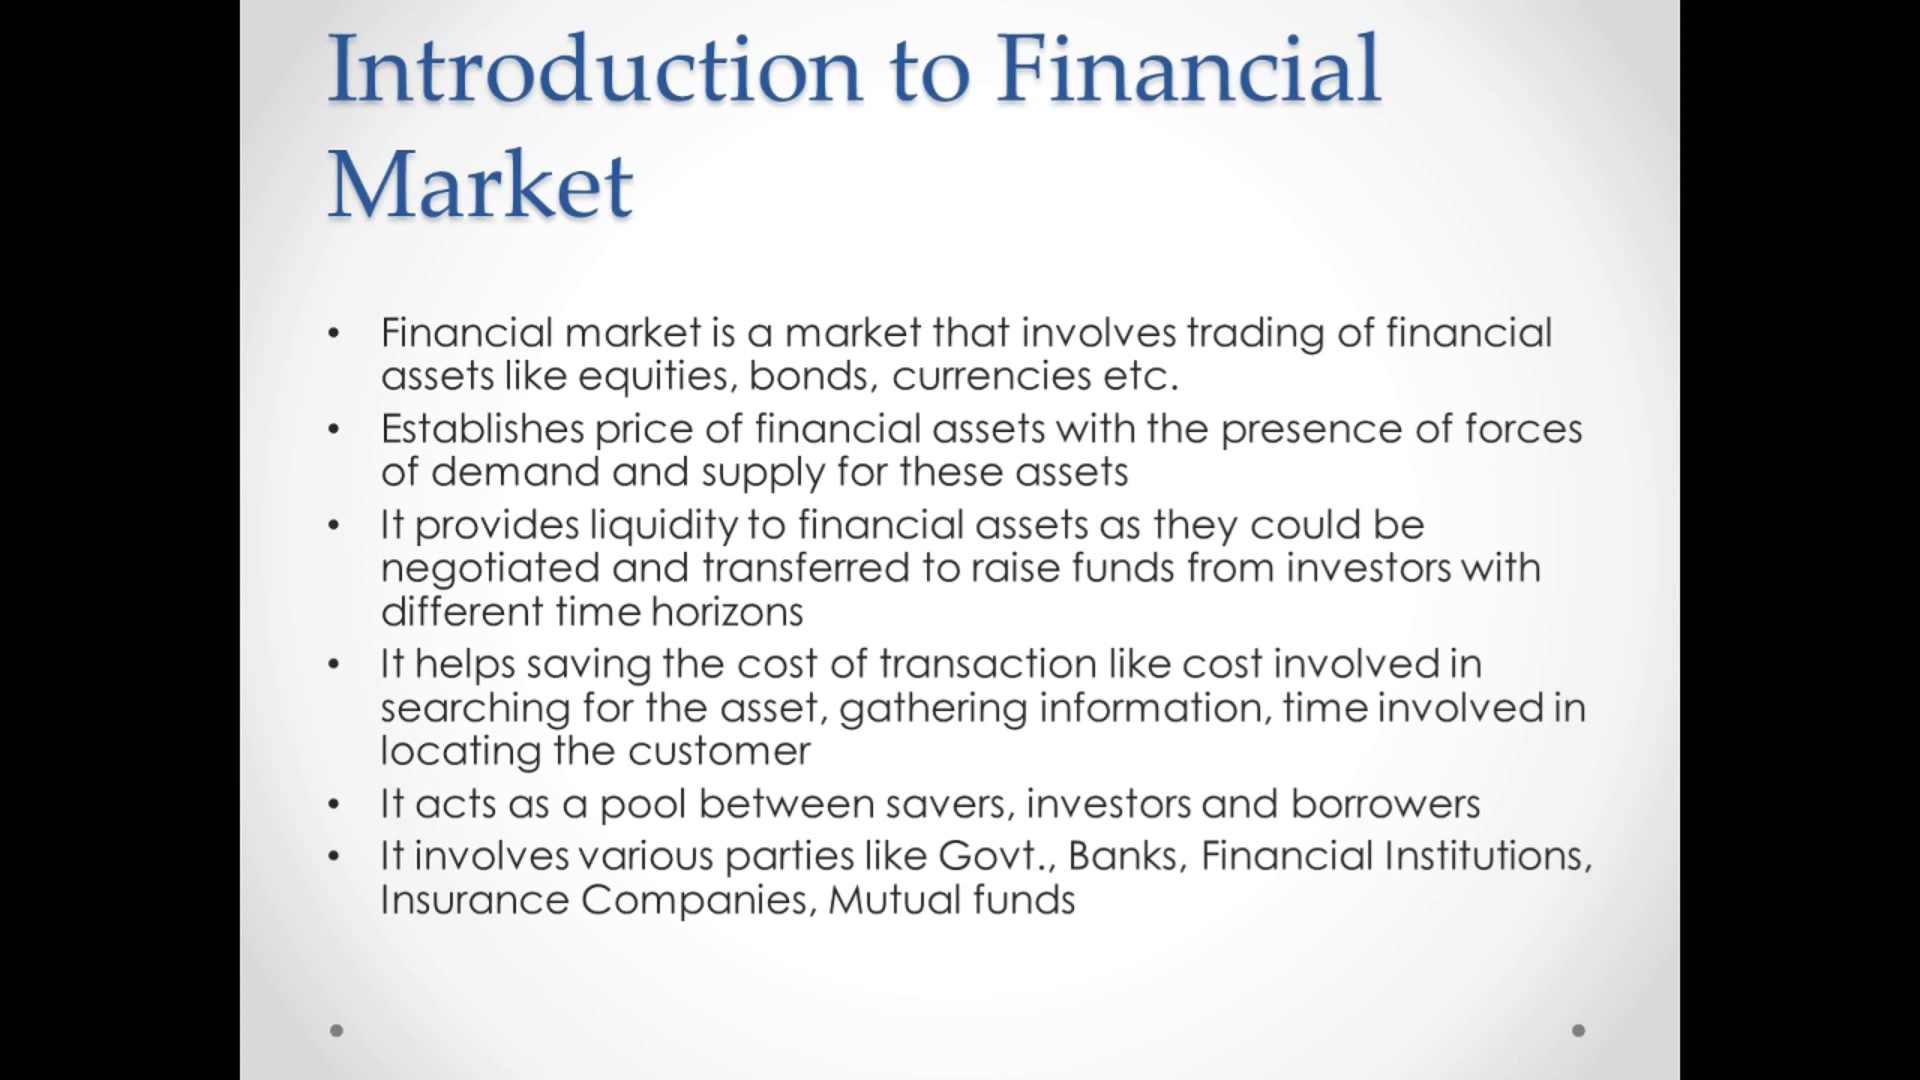 Introduction to Financial
Market
• Financial market is a market that involves trading of financial
assets like equities, bonds, currencies etc.
• Establishes price of financial assets with the presence of forces
of demand and supply for these assets
• It provides liquidity to financial assets as they could be
negotiated and transferred to raise funds from investors with
different time horizons
• It helps saving the cost of transaction like cost involved in
searching for the asset, gathering information, time involved in
locating the customer
• It acts as a pool between savers, investors and borrowers
• It involves various parties like Govt., Banks, Financial Institutions,
Insurance Companies, Mutual funds